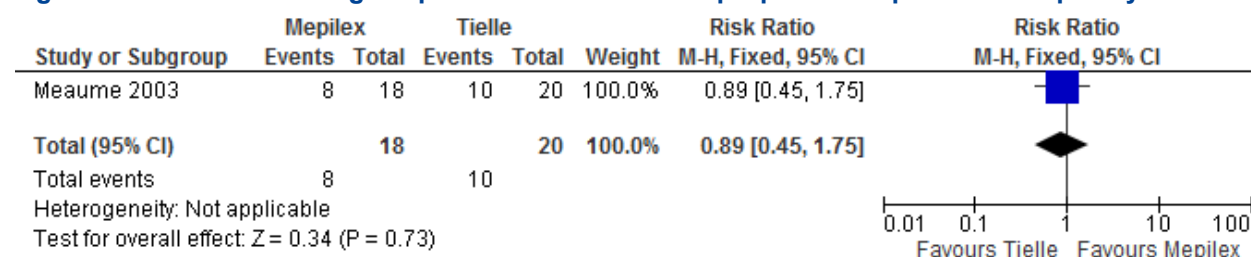 Mepilex Tielle Risk Ratio Risk Ratio
Study or Subgroup Events Total Events Total Weight M-H, Fixed, 95% CI M-H, Fixed, 95% CI
Meaume 2003 8 18 10 20 100.0% 0.89 [0.45, 1.75]
Total (95% CI) 18 20 100.0% 0.89 [0.45, 1.75]
Total events 8 10
Heterogeneity: Not applicable
Test for overall effect: Z = 0.34 (P = 0.73)
0.01 0.1 1 10 100
Favours Tielle Favours Mepilex